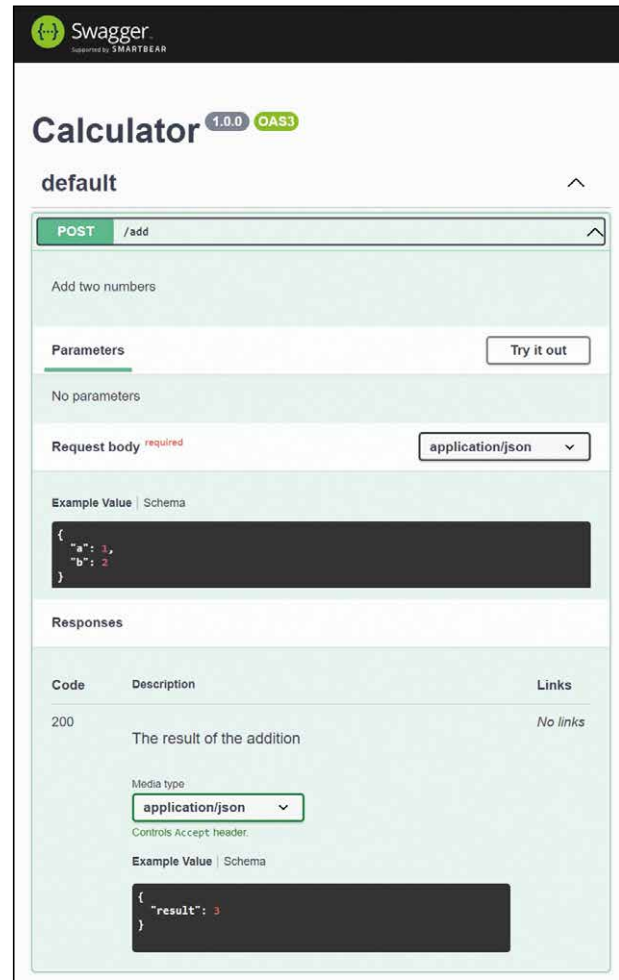 {···} Swagger
Supported by SMARTBEAR
Calculator 1.0.0 OAS3
default
POST /add
Add two numbers
Parameters Try it out
No parameters
Request body required application/json
Example Value | Schema
{
"a": 1,
"b": 2
}
Responses
Code Description Links
200 No links
The result of the addition
Media type
application/json
Controls Accept header.
Example Value | Schema
{
"result": 3
}